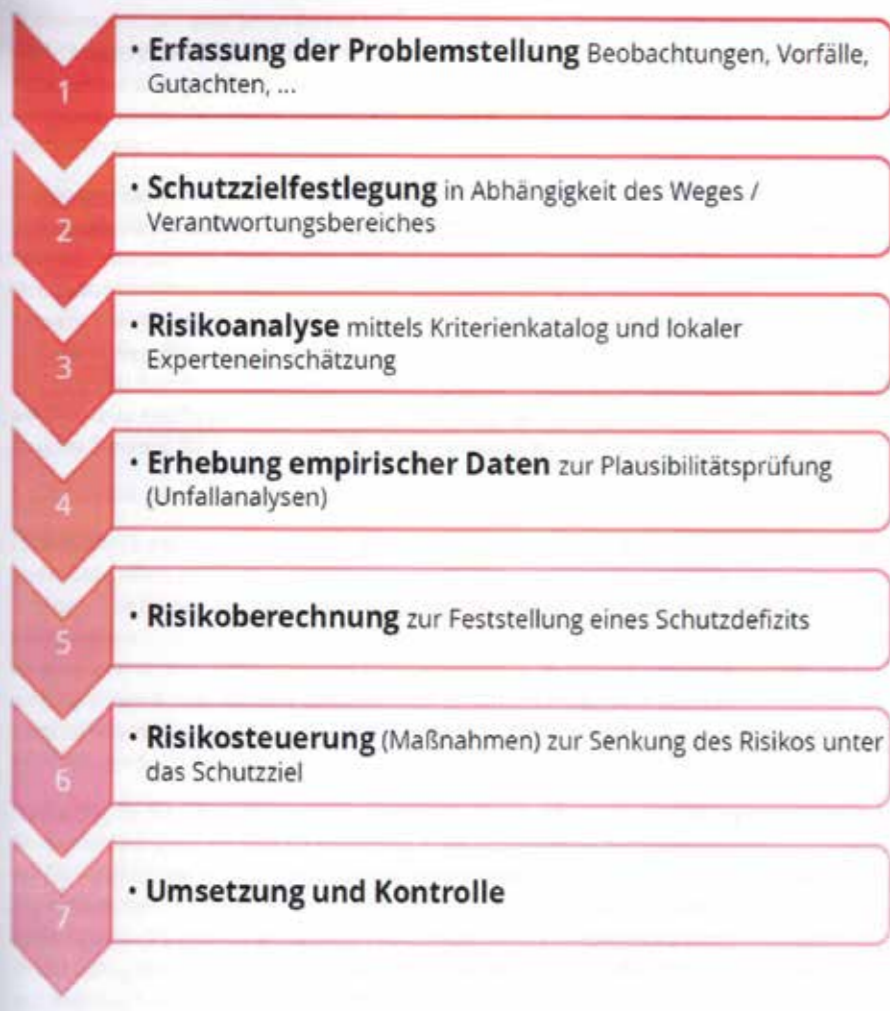 1
• Erfassung der Problemstellung Beobachtungen, Vorfälle,
Gutachten, ...
2
• Schutzzielfestlegung in Abhängigkeit des Weges /
Verantwortungsbereiches
3
• Risikoanalyse mittels Kriterienkatalog und lokaler
Experteneinschätzung
4
• Erhebung empirischer Daten zur Plausibilitätsprüfung
(Unfallanalysen)
5
• Risikoberechnung zur Feststellung eines Schutzdefizits
6
• Risikosteuerung (Maßnahmen) zur Senkung des Risikos unter
das Schutzziel
7
• Umsetzung und Kontrolle